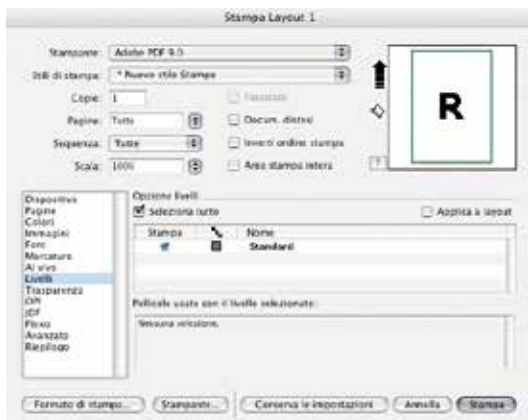 Stampa Layout 1
Stampante: Adobe PDF 9.0
Stili di stampa: * Nuovo stile Stampa
Copie: 1
Fascicola
Pagine: Tutte
Docum. distesi
Sequenza: Tutte
Inverti ordine stampa
Scala: 100%
Area stampa intera
?
R
Dispositivo
Pagine
Colori
Immagini
Font
Marcature
Al vivo
Livelli
Trasparenza
OPI
JDF
Avanzato
Riepilogo
Opzione livelli
Seleziona tutto
Applica a layout
Stampa Nome
Standard
Pellicole usate con il livello selezionato:
Nessuna selezione.
Formato di stampa... Stampante... Conserva le impostazioni Annulla Stampa